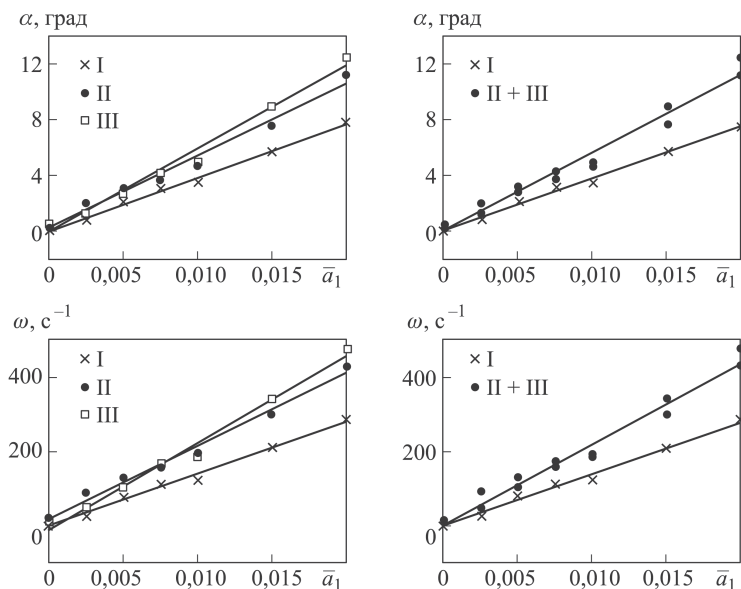 α, град
12
8
4
0
× I
● II
□ III
0 0,005 0,010 0,015 a̅₁
α, град
12
8
4
0
× I
● II + III
0 0,005 0,010 0,015 a̅₁
ω, с⁻¹
400
200
0
× I
● II
□ III
0 0,005 0,010 0,015 a̅₁
ω, с⁻¹
400
200
0
× I
● II + III
0 0,005 0,010 0,015 a̅₁